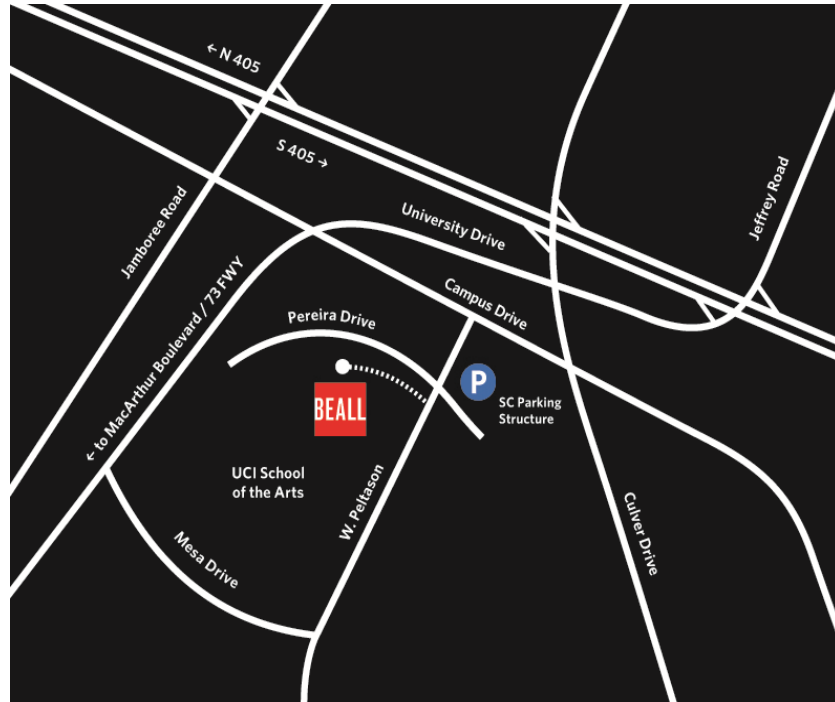 ← N 405
S 405 →
Jamboree Road
University Drive
Jeffrey Road
← to MacArthur Boulevard / 73 FWY
Campus Drive
Pereira Drive
P
SC Parking
Structure
BEALL
UCI School
of the Arts
W. Peltason
Culver Drive
Mesa Drive